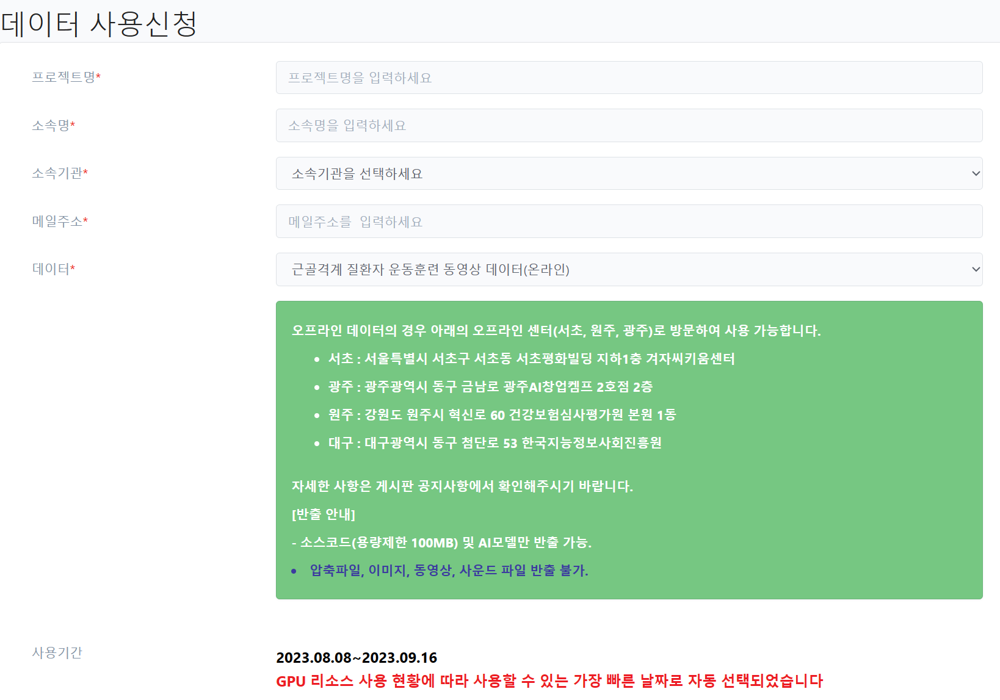 데이터 사용신청
프로젝트명*
프로젝트명을 입력하세요
소속명*
소속명을 입력하세요
소속기관*
소속기관을 선택하세요
메일주소*
메일주소를 입력하세요
데이터*
근골격계 질환자 운동훈련 동영상 데이터(온라인)
오프라인 데이터의 경우 아래의 오프라인 센터(서초, 원주, 광주)로 방문하여 사용 가능합니다.
• 서초 : 서울특별시 서초구 서초동 서초평화빌딩 지하1층 겨자씨키움센터
• 광주 : 광주광역시 동구 금남로 광주AI창업켐프 2호점 2층
• 원주 : 강원도 원주시 혁신로 60 건강보험심사평가원 본원 1동
• 대구 : 대구광역시 동구 첨단로 53 한국지능정보사회진흥원
자세한 사항은 게시판 공지사항에서 확인해주시기 바랍니다.
[반출 안내]
- 소스코드(용량제한 100MB) 및 AI모델만 반출 가능.
• 압축파일, 이미지, 동영상, 사운드 파일 반출 불가.
사용기간
2023.08.08~2023.09.16
GPU 리소스 사용 현황에 따라 사용할 수 있는 가장 빠른 날짜로 자동 선택되었습니다